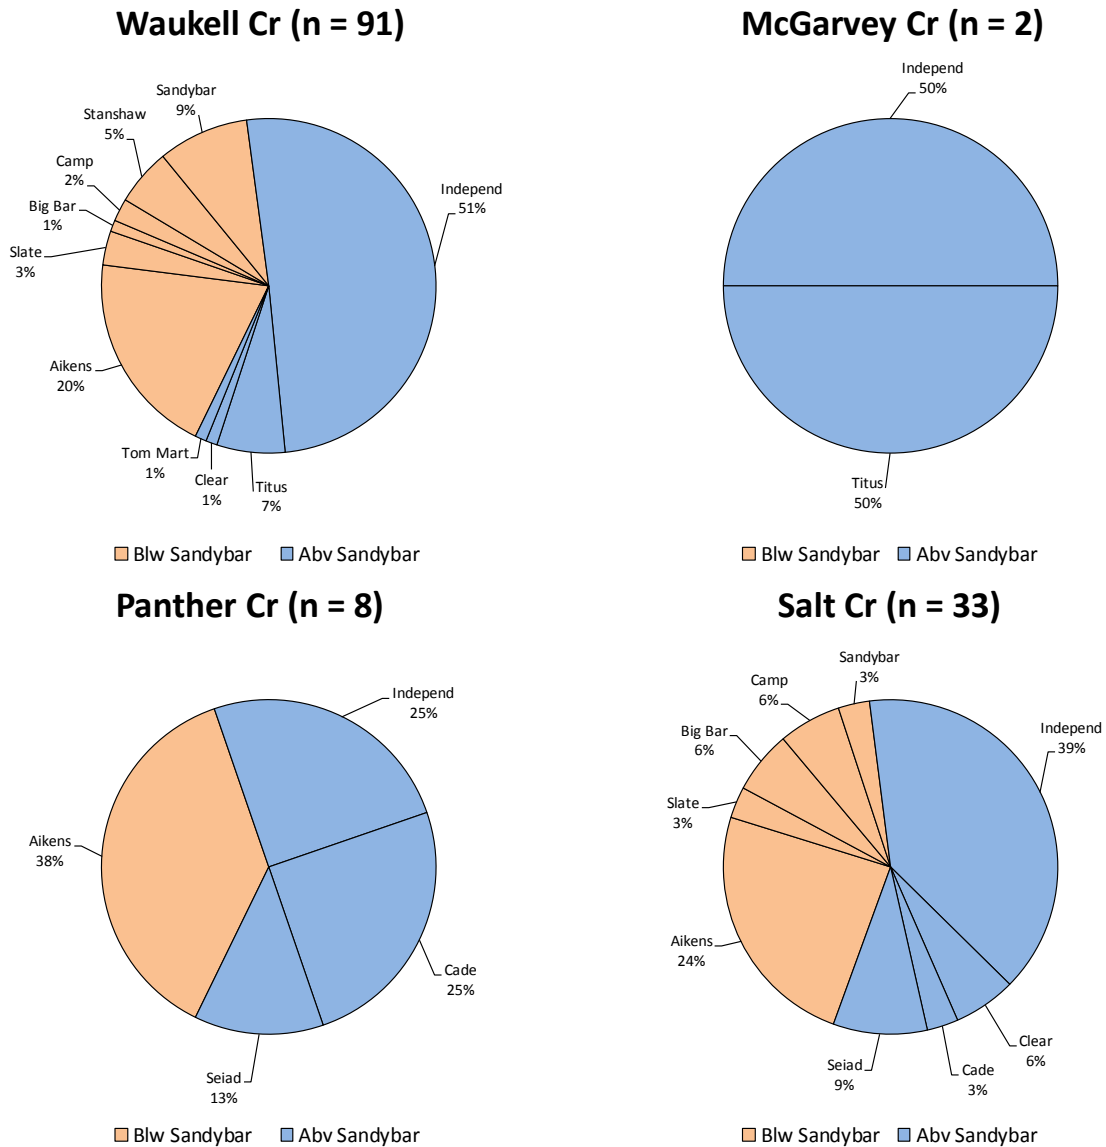 Waukell Cr (n = 91)
Sandybar
9%
Stanshaw
5%
Camp
2%
Big Bar
1%
Slate
3%
Aikens
20%
Tom Mart
1%
Clear
1%
Titus
7%
Independ
51%
Blw Sandybar Abv Sandybar
McGarvey Cr (n = 2)
Independ
50%
Titus
50%
Blw Sandybar Abv Sandybar
Panther Cr (n = 8)
Independ
25%
Aikens
38%
Cade
25%
Seiad
13%
Blw Sandybar Abv Sandybar
Salt Cr (n = 33)
Sandybar
3%
Camp
6%
Big Bar
6%
Slate
3%
Aikens
24%
Seiad
9%
Cade
3%
Clear
6%
Independ
39%
Blw Sandybar Abv Sandybar